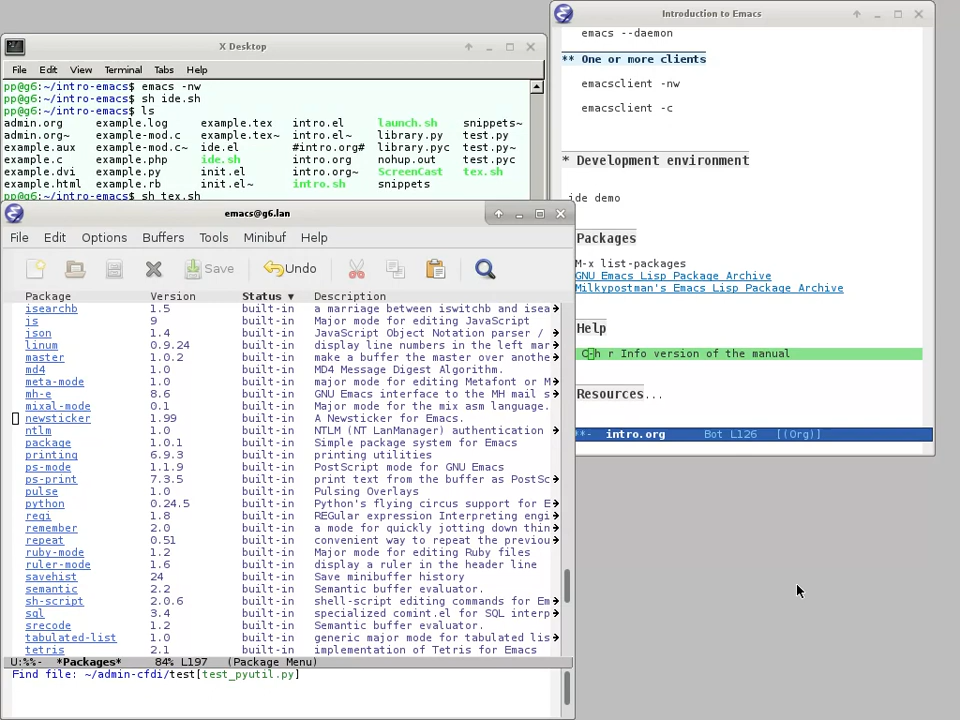 X Desktop
File Edit View Terminal Tabs Help
pp@g6:~/intro-emacs$ emacs -nw
pp@g6:~/intro-emacs$ sh ide.sh
pp@g6:~/intro-emacs$ ls
admin.org example.log example.tex intro.el launch.sh snippets~
admin.org~ example-mod.c example.tex~ intro.el~ library.py test.py
example.aux example-mod.c~ ide.el #intro.org# library.pyc test.py~
example.c example.php ide.sh intro.org nohup.out test.pyc
example.dvi example.py init.el intro.org~ ScreenCast tex.sh
example.html example.rb init.el~ intro.sh snippets
pp@g6:~/intro-emacs$ sh tex.sh
Introduction to Emacs
emacs --daemon
** One or more clients
emacsclient -nw
emacsclient -c
* Development environment
ide demo
Packages
M-x list-packages
GNU Emacs Lisp Package Archive
Milkypostman's Emacs Lisp Package Archive
Help
C-h r Info version of the manual
Resources...
**- intro.org Bot L126 [(Org)]
emacs@g6.lan
File Edit Options Buffers Tools Minibuf Help
Save Undo
Package Version Status ▼ Description
isearchb 1.5 built-in a marriage between iswitchb and isea
js 9 built-in Major mode for editing JavaScript
json 1.4 built-in JavaScript Object Notation parser /
linum 0.9.24 built-in display line numbers in the left mar
master 1.0.2 built-in make a buffer the master over anothe
md4 1.0 built-in MD4 Message Digest Algorithm.
meta-mode 1.0 built-in major mode for editing Metafont or M
mh-e 8.6 built-in GNU Emacs interface to the MH mail s
mixal-mode 0.1 built-in Major mode for the mix asm language.
newsticker 1.99 built-in A Newsticker for Emacs.
ntlm 1.0 built-in NTLM (NT LanManager) authentication
package 1.0.1 built-in Simple package system for Emacs
printing 6.9.3 built-in printing utilities
ps-mode 1.1.9 built-in PostScript mode for GNU Emacs
ps-print 7.3.5 built-in print text from the buffer as PostSc
pulse 1.0 built-in Pulsing Overlays
python 0.24.5 built-in Python's flying circus support for E
regi 1.8 built-in REGular expression Interpreting engi
remember 2.0 built-in a mode for quickly jotting down thin
repeat 0.51 built-in convenient way to repeat the previou
ruby-mode 1.2 built-in Major mode for editing Ruby files
ruler-mode 1.6 built-in display a ruler in the header line
savehist 24 built-in Save minibuffer history
semantic 2.2 built-in Semantic buffer evaluator.
sh-script 2.0.6 built-in shell-script editing commands for Em
sql 3.4 built-in specialized comint.el for SQL interp
srecode 1.2 built-in Semantic buffer evaluator.
tabulated-list 1.0 built-in generic major mode for tabulated lis
tetris 2.1 built-in implementation of Tetris for Emacs
U:%%- *Packages* 84% L197 (Package Menu)
Find file: ~/admin-cfdi/test[test_pyutil.py]